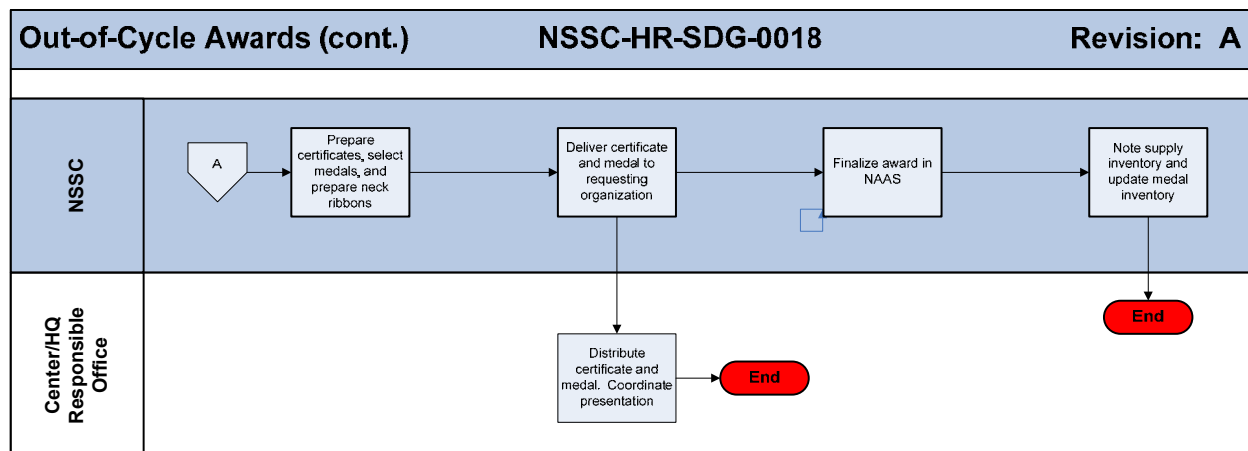 Out-of-Cycle Awards (cont.) NSSC-HR-SDG-0018 Revision: A
NSSC
A
Prepare
certificates, select
medals, and
prepare neck
ribbons
Deliver certificate
and medal to
requesting
organization
Finalize award in
NAAS
Note supply
inventory and
update medal
inventory
Center/HQ
Responsible
Office
Distribute
certificate and
medal. Coordinate
presentation
End
End